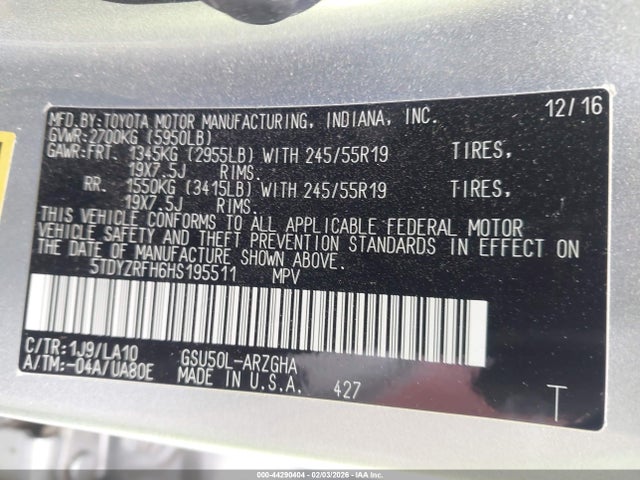 MFD.BY:TOYOTA MOTOR MANUFACTURING, INDIANA, INC. 12/16
GVWR:2700KG (5950LB)
GAWR:FRT. 1345KG (2955LB) WITH 245/55R19 TIRES,
19X7.5J RIMS.
RR. 1550KG (3415LB) WITH 245/55R19 TIRES,
19X7.5J RIMS.
THIS VEHICLE CONFORMS TO ALL APPLICABLE FEDERAL MOTOR
VEHICLE SAFETY AND THEFT PREVENTION STANDARDS IN EFFECT ON
THE DATE OF MANUFACTURE SHOWN ABOVE.
5TDYZRFH6HS195511 MPV
C/TR:1J9/LA10 GSU50L-ARZGHA
A/TM:-04A/UA80E MADE IN U.S.A. 427 T
000-44290404 - 02/03/2026 - IAAI.COM